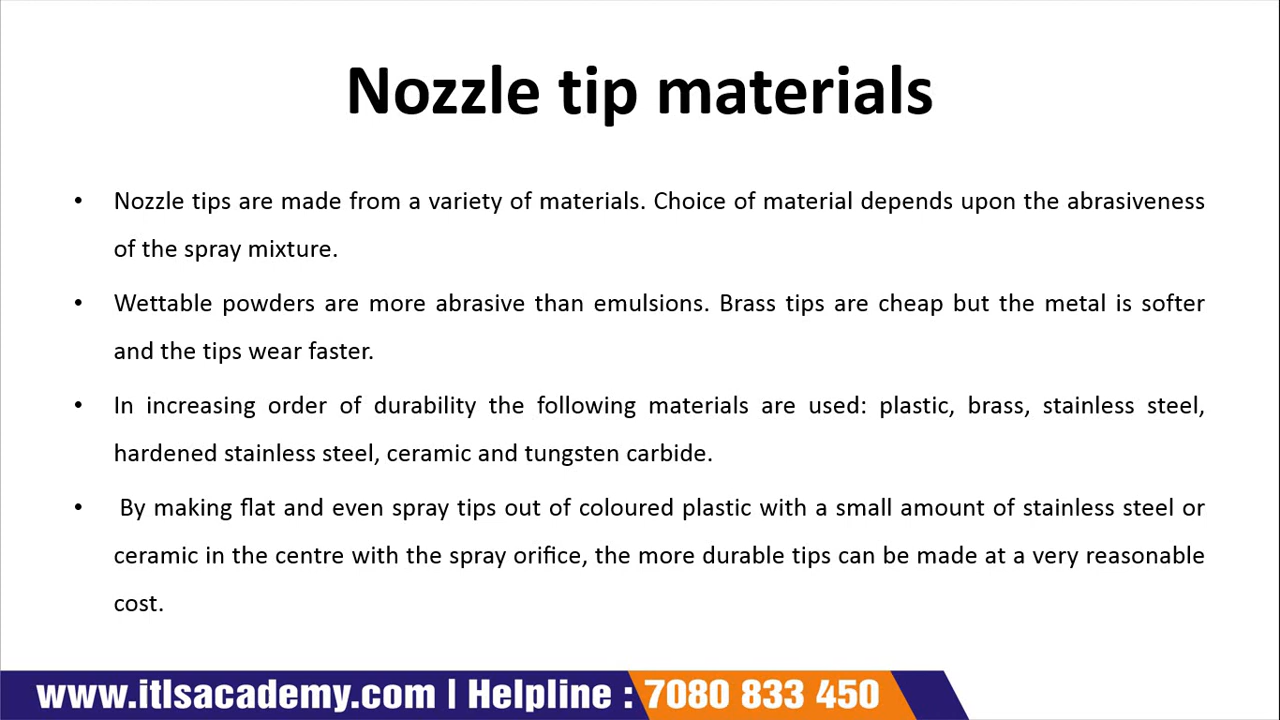 Nozzle tip materials
• Nozzle tips are made from a variety of materials. Choice of material depends upon the abrasiveness
of the spray mixture.
• Wettable powders are more abrasive than emulsions. Brass tips are cheap but the metal is softer
and the tips wear faster.
• In increasing order of durability the following materials are used: plastic, brass, stainless steel,
hardened stainless steel, ceramic and tungsten carbide.
• By making flat and even spray tips out of coloured plastic with a small amount of stainless steel or
ceramic in the centre with the spray orifice, the more durable tips can be made at a very reasonable
cost.
www.itlsacademy.com | Helpline : 7080 833 450